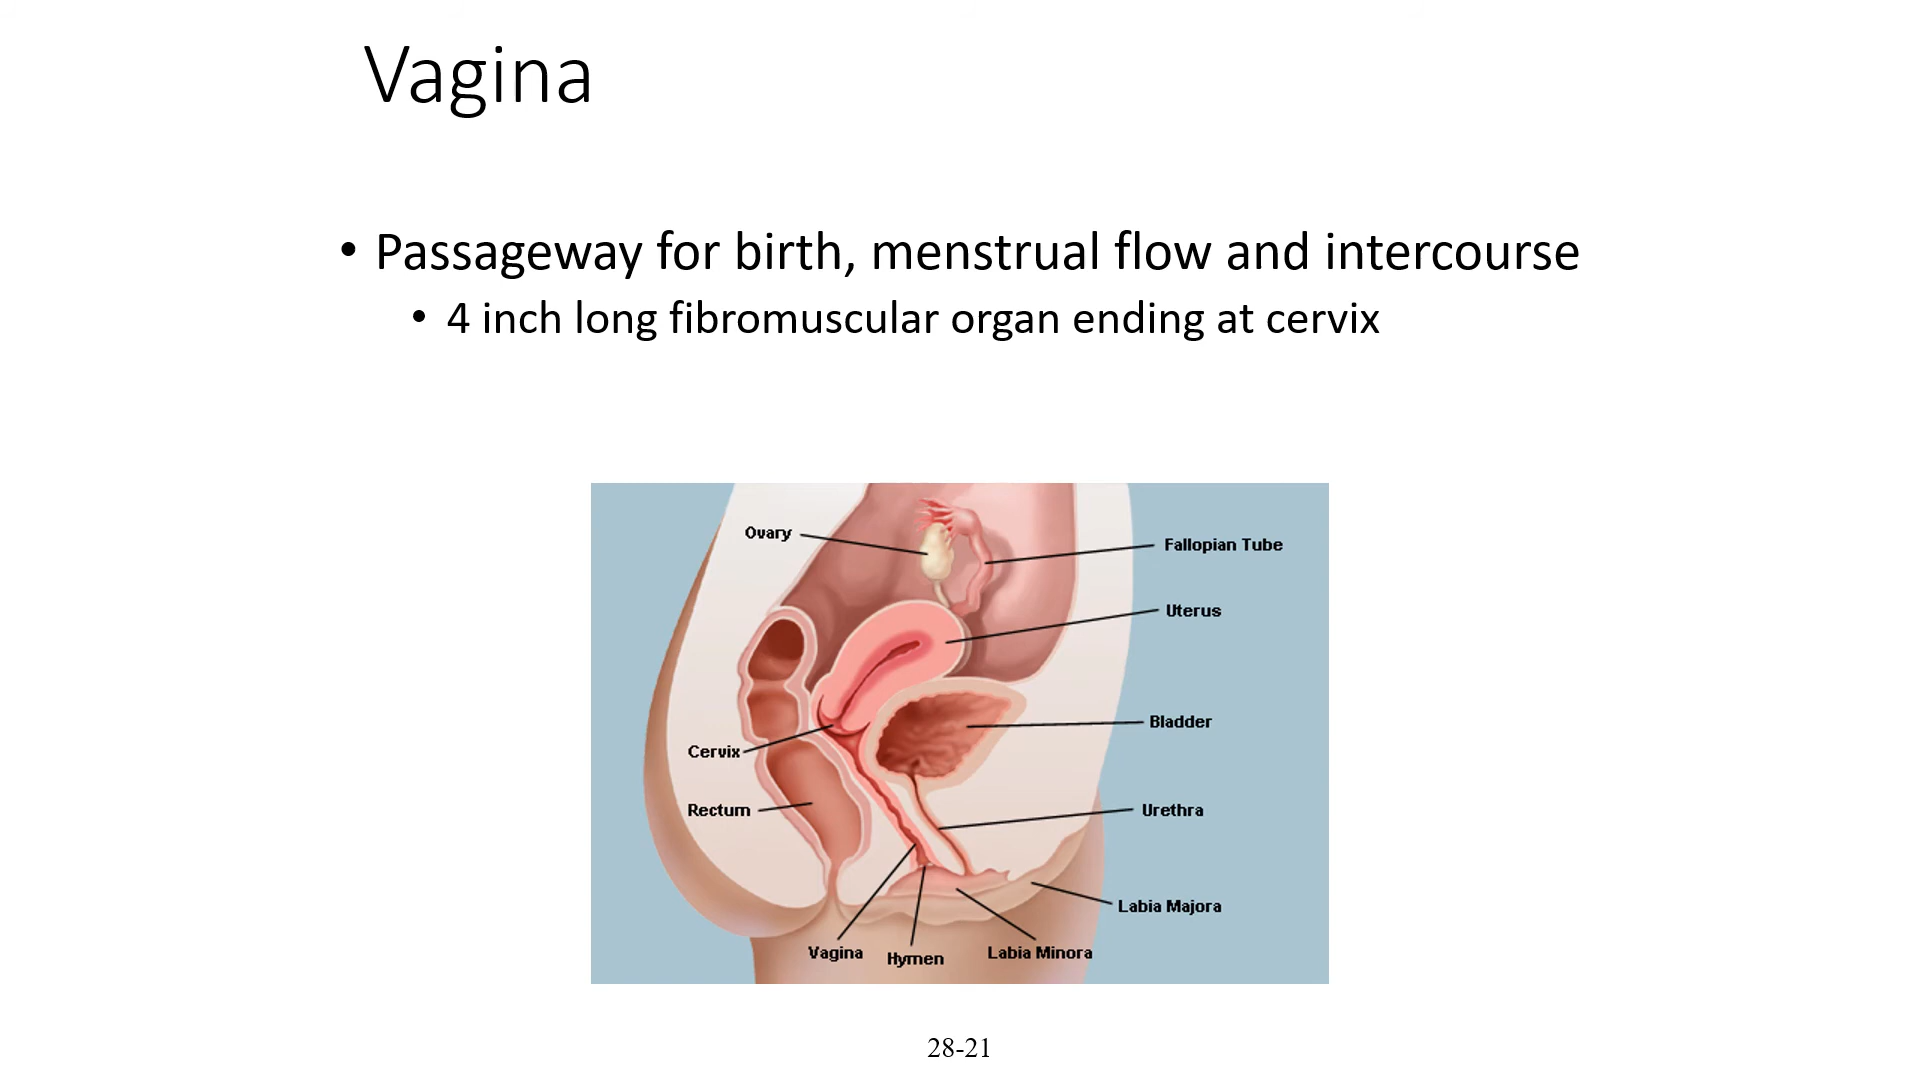 Vagina
• Passageway for birth, menstrual flow and intercourse
• 4 inch long fibromuscular organ ending at cervix
Ovary
Fallopian Tube
Uterus
Bladder
Cervix
Rectum
Urethra
Labia Majora
Vagina
Hymen
Labia Minora
28-21